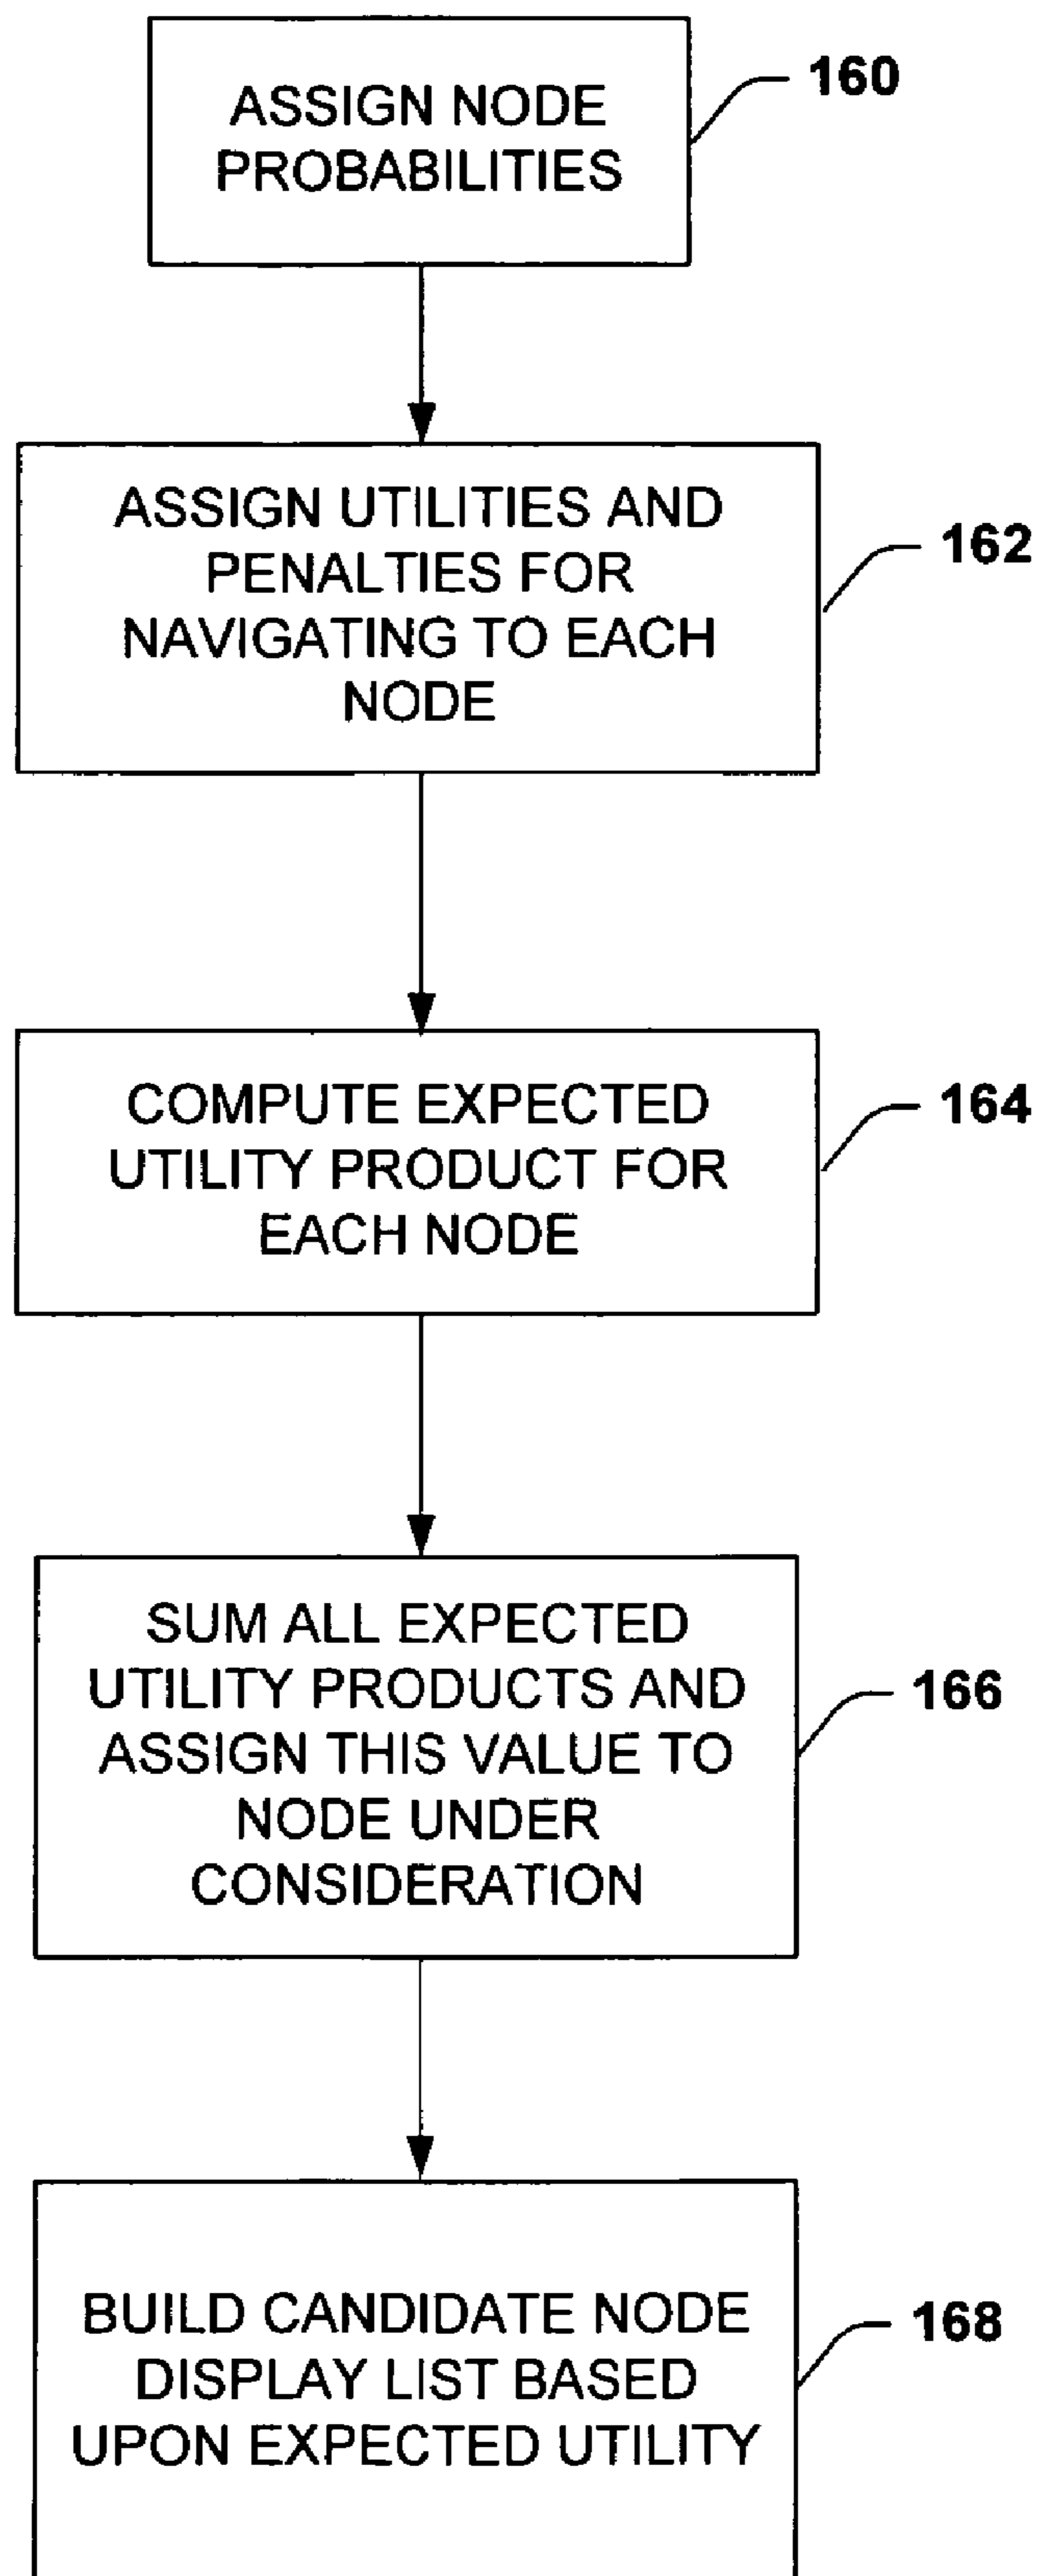 ASSIGN NODE
PROBABILITIES
160
ASSIGN UTILITIES AND
PENALTIES FOR
NAVIGATING TO EACH
NODE
162
COMPUTE EXPECTED
UTILITY PRODUCT FOR
EACH NODE
164
SUM ALL EXPECTED
UTILITY PRODUCTS AND
ASSIGN THIS VALUE TO
NODE UNDER
CONSIDERATION
166
BUILD CANDIDATE NODE
DISPLAY LIST BASED
UPON EXPECTED UTILITY
168